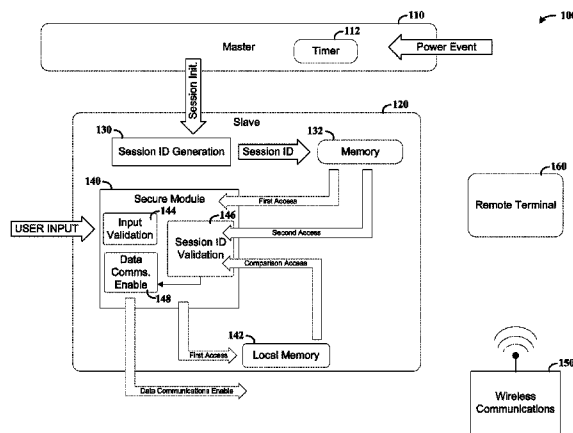 100
110
112
Master
Timer
Power Event
Session Init.
120
Slave
130
132
Session ID Generation
Session ID
Memory
140
160
Secure Module
First Access
144
146
Remote Terminal
USER INPUT
Input
Validation
Session ID
Validation
Second Access
Data
Comms.
Enable
Comparison Access
148
142
First Access
Local Memory
Data Communications Enable
150
Wireless
Communications